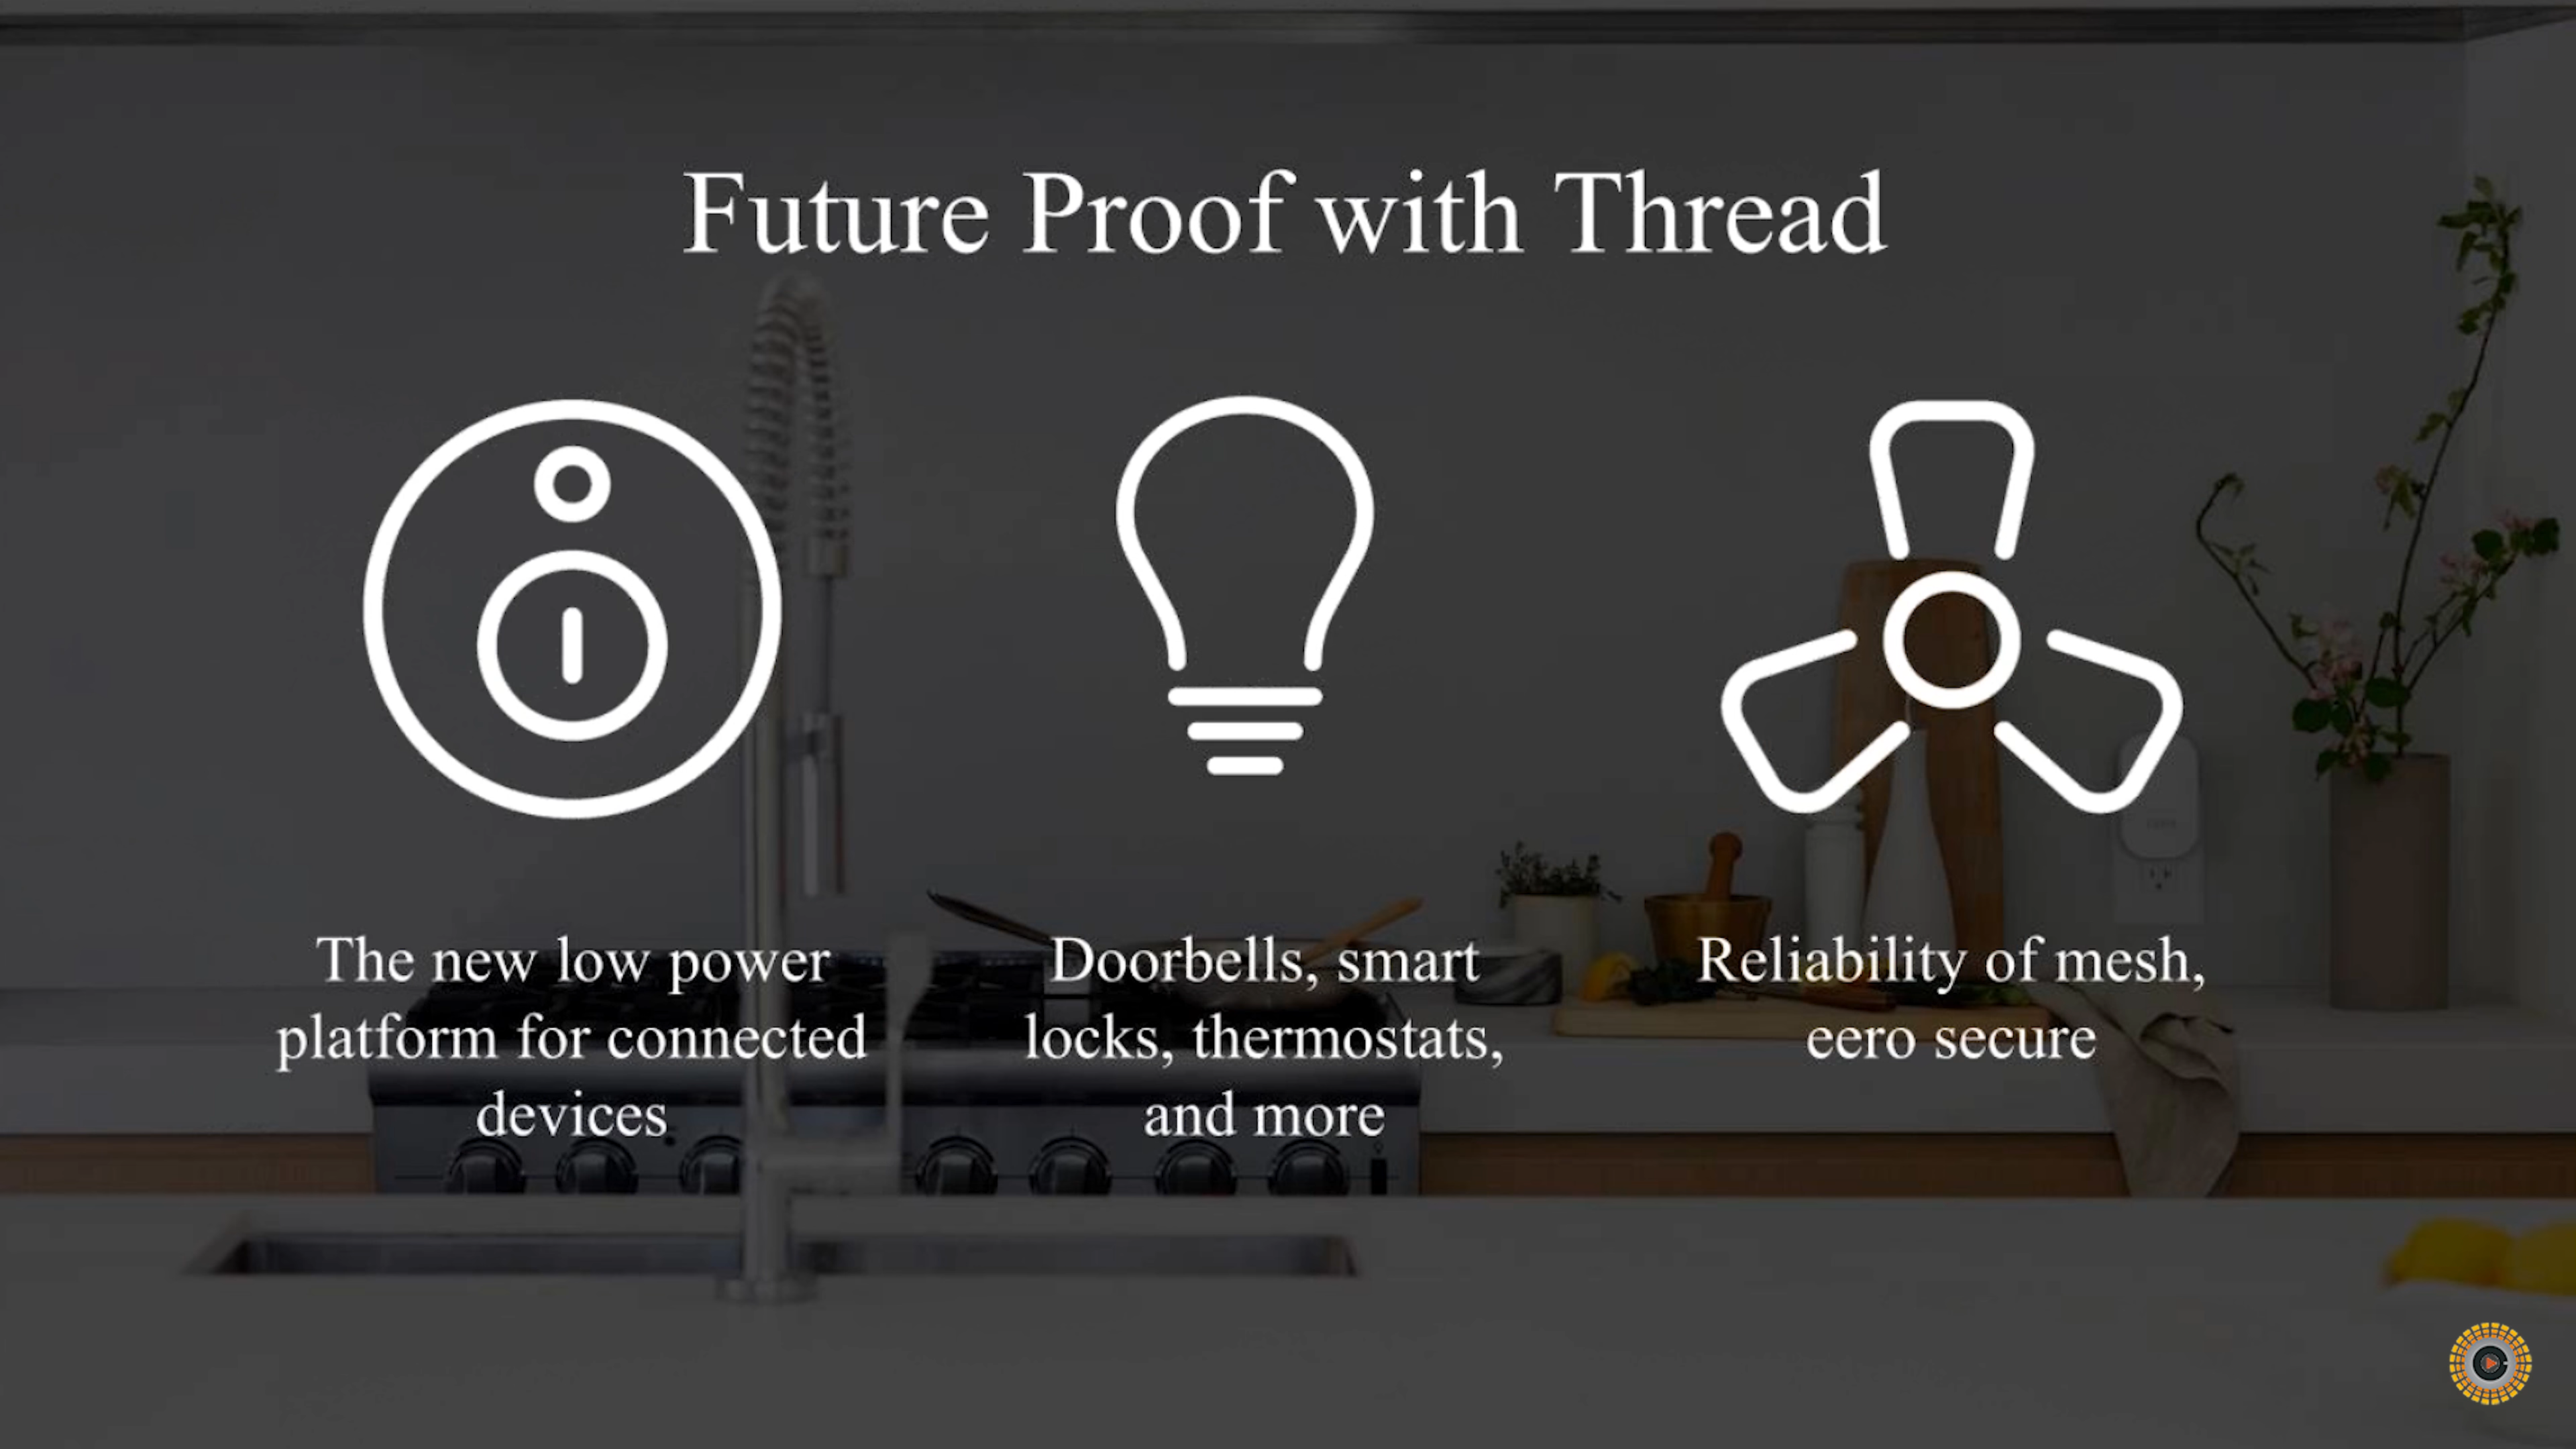 Future Proof with Thread
The new low power
platform for connected
devices
Doorbells, smart
locks, thermostats,
and more
Reliability of mesh,
eero secure